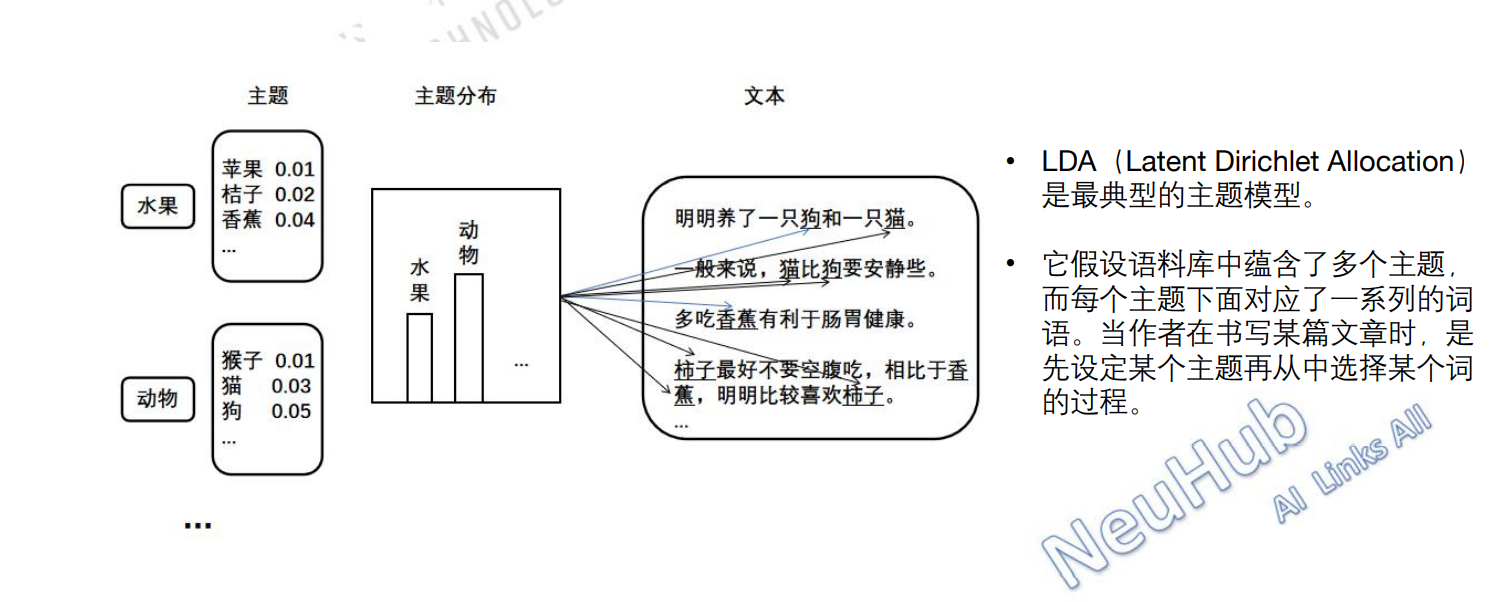 主题
主题分布
文本
水果
苹果 0.01
桔子 0.02
香蕉 0.04
...
动物
猴子 0.01
猫 0.03
狗 0.05
...
...
水果
动物
...
明明养了一只狗和一只猫。
一般来说，猫比狗要安静些。
多吃香蕉有利于肠胃健康。
柿子最好不要空腹吃，相比于香
蕉，明明比较喜欢柿子。
...
• LDA（Latent Dirichlet Allocation）
是最典型的主题模型。
• 它假设语料库中蕴含了多个主题，
而每个主题下面对应了一系列的词
语。当作者在书写某篇文章时，是
先设定某个主题再从中选择某个词
的过程。
NeuHub
AI Links All